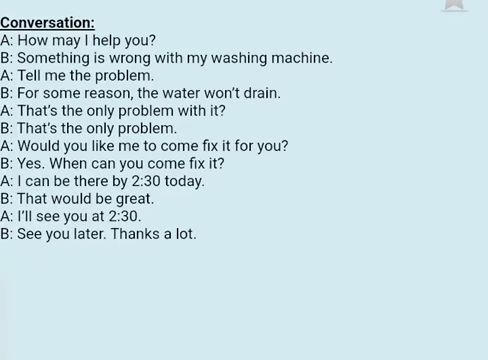 Conversation:
A: How may I help you?
B: Something is wrong with my washing machine.
A: Tell me the problem.
B: For some reason, the water won’t drain.
A: That’s the only problem with it?
B: That’s the only problem.
A: Would you like me to come fix it for you?
B: Yes. When can you come fix it?
A: I can be there by 2:30 today.
B: That would be great.
A: I’ll see you at 2:30.
B: See you later. Thanks a lot.